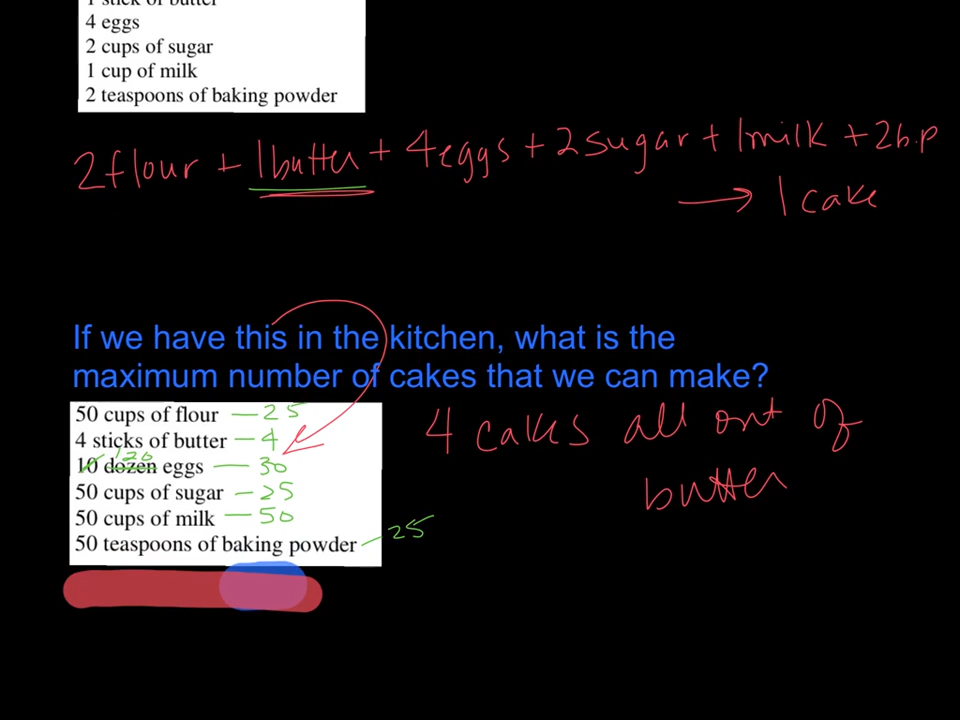 1 stick of butter
4 eggs
2 cups of sugar
1 cup of milk
2 teaspoons of baking powder
2 flour + 1 butter + 4 eggs + 2 sugar + 1 milk + 2 b.p
→ 1 cake
If we have this in the kitchen, what is the
maximum number of cakes that we can make?
50 cups of flour — 25
4 sticks of butter — 4
120
10 dozen eggs — 30
50 cups of sugar — 25
50 cups of milk — 50
50 teaspoons of baking powder — 25
4 cakes all out of
butter